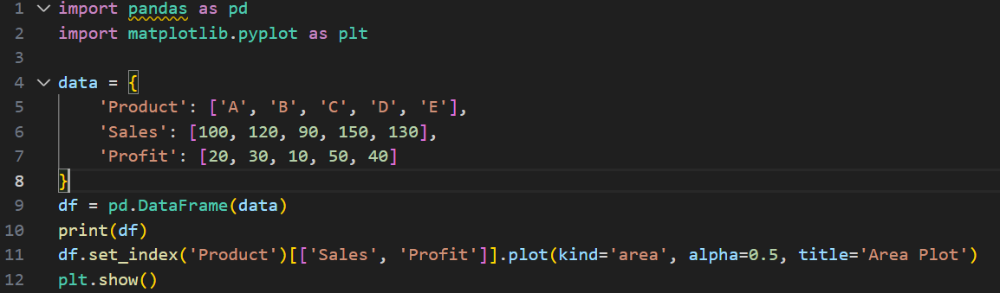 1 import pandas as pd
2 import matplotlib.pyplot as plt
3
4 data = {
5     'Product': ['A', 'B', 'C', 'D', 'E'],
6     'Sales': [100, 120, 90, 150, 130],
7     'Profit': [20, 30, 10, 50, 40]
8 }
9 df = pd.DataFrame(data)
10 print(df)
11 df.set_index('Product')[['Sales', 'Profit']].plot(kind='area', alpha=0.5, title='Area Plot')
12 plt.show()